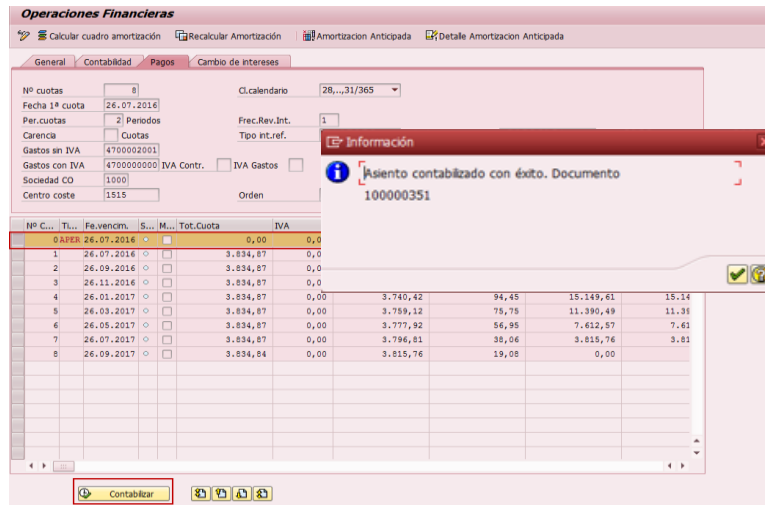 Operaciones Financieras
Calcular cuadro amortización Recalcular Amortización Amortizacion Anticipada Detalle Amortizacion Anticipada
General Contabilidad Pagos Cambio de intereses
Nº cuotas 8 Cl.calendario 28,..,31/365
Fecha 1ª cuota 26.07.2016
Per.cuotas 2 Periodos Frec.Rev.Int. 1
Carencia Cuotas Tipo int.ref.
Gastos sin IVA 4700002001
Gastos con IVA 4700000000 IVA Contr. IVA Gastos
Sociedad CO 1000
Centro coste 1515 Orden
Información
Asiento contabilizado con éxito. Documento
100000351
Nº C... Ti... Fe.vencim. S... M... Tot.Cuota IVA
0 APER 26.07.2016 0,00 0,0
1 26.07.2016 3.834,87 0,0
2 26.09.2016 3.834,87 0,0
3 26.11.2016 3.834,87 0,0
4 26.01.2017 3.834,87 0,00 3.740,42 94,45 15.149,61 15.14
5 26.03.2017 3.834,87 0,00 3.759,12 75,75 11.390,49 11.39
6 26.05.2017 3.834,87 0,00 3.777,92 56,95 7.612,57 7.61
7 26.07.2017 3.834,87 0,00 3.796,81 38,06 3.815,76 3.81
8 26.09.2017 3.834,84 0,00 3.815,76 19,08 0,00
Contabilizar